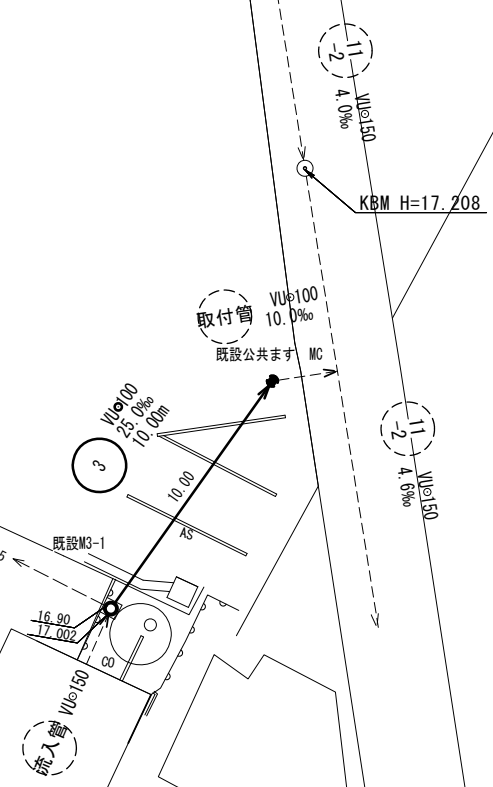 11
-2
VU⌀150
4.0‰
KBM H=17.208
取付管
VU⌀100
10.0‰
既設公共ます MC
VU⌀100
25.0‰
10.00m
3
10.00
11
-2
VU⌀150
4.6‰
AS
既設M3-1
16.90
17.002
CO
流入管 VU⌀150